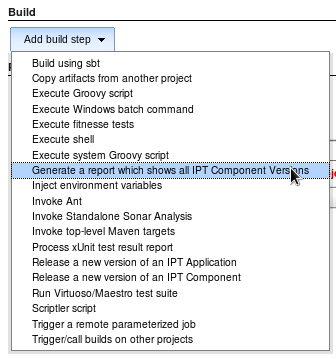 Build
Add build step
Build using sbt
Copy artifacts from another project
Execute Groovy script
Execute Windows batch command
Execute fitnesse tests
Execute shell
Execute system Groovy script
Generate a report which shows all IPT Component Versions
Inject environment variables
Invoke Ant
Invoke Standalone Sonar Analysis
Invoke top-level Maven targets
Process xUnit test result report
Release a new version of an IPT Application
Release a new version of an IPT Component
Run Virtuoso/Maestro test suite
Scriptler script
Trigger a remote parameterized job
Trigger/call builds on other projects